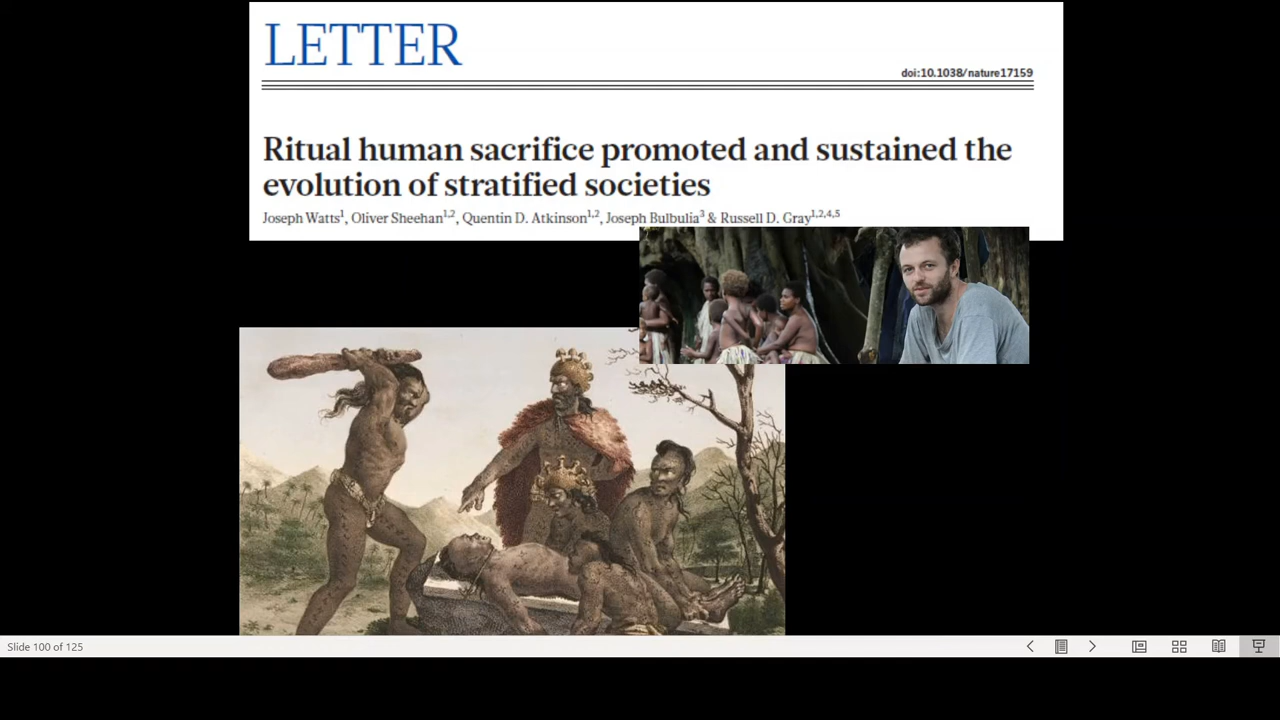 LETTER
doi:10.1038/nature17159
Ritual human sacrifice promoted and sustained the
evolution of stratified societies
Joseph Watts1, Oliver Sheehan1,2, Quentin D. Atkinson1,2, Joseph Bulbulia3 & Russell D. Gray1,2,4,5
Slide 100 of 125